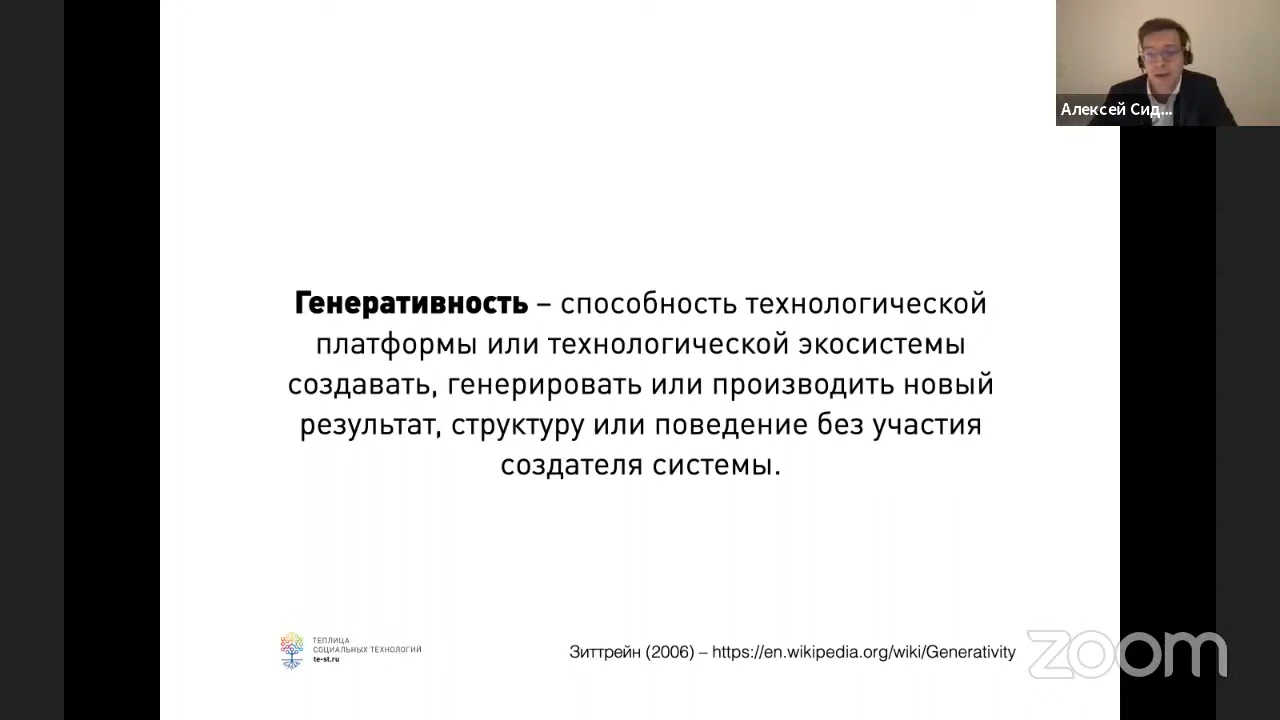 Алексей Сид...
Генеративность – способность технологической
платформы или технологической экосистемы
создавать, генерировать или производить новый
результат, структуру или поведение без участия
создателя системы.
ТЕПЛИЦА
СОЦИАЛЬНЫХ ТЕХНОЛОГИЙ
te-st.ru
Зиттрейн (2006) – https://en.wikipedia.org/wiki/Generativity
zoom